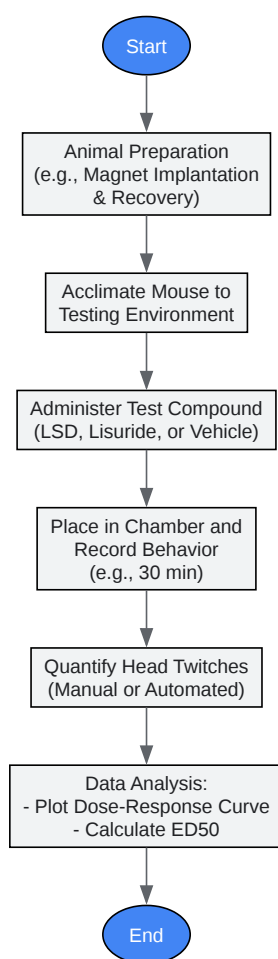 Start
Animal Preparation
(e.g., Magnet Implantation
& Recovery)
Acclimate Mouse to
Testing Environment
Administer Test Compound
(LSD, Lisuride, or Vehicle)
Place in Chamber and
Record Behavior
(e.g., 30 min)
Quantify Head Twitches
(Manual or Automated)
Data Analysis:
- Plot Dose-Response Curve
- Calculate ED50
End